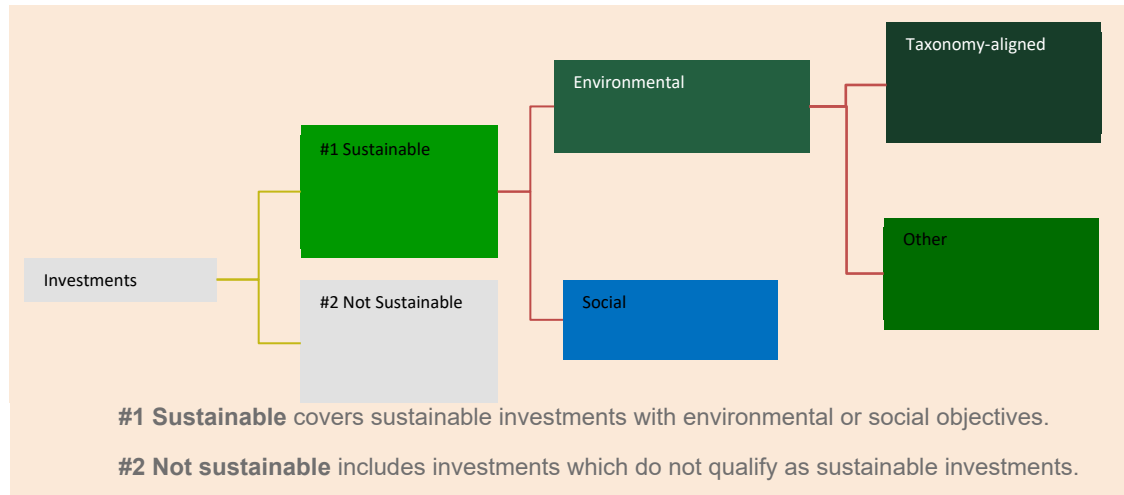 Taxonomy-aligned
Environmental
#1 Sustainable
Other
Investments
#2 Not Sustainable
Social
#1 Sustainable covers sustainable investments with environmental or social objectives.
#2 Not sustainable includes investments which do not qualify as sustainable investments.